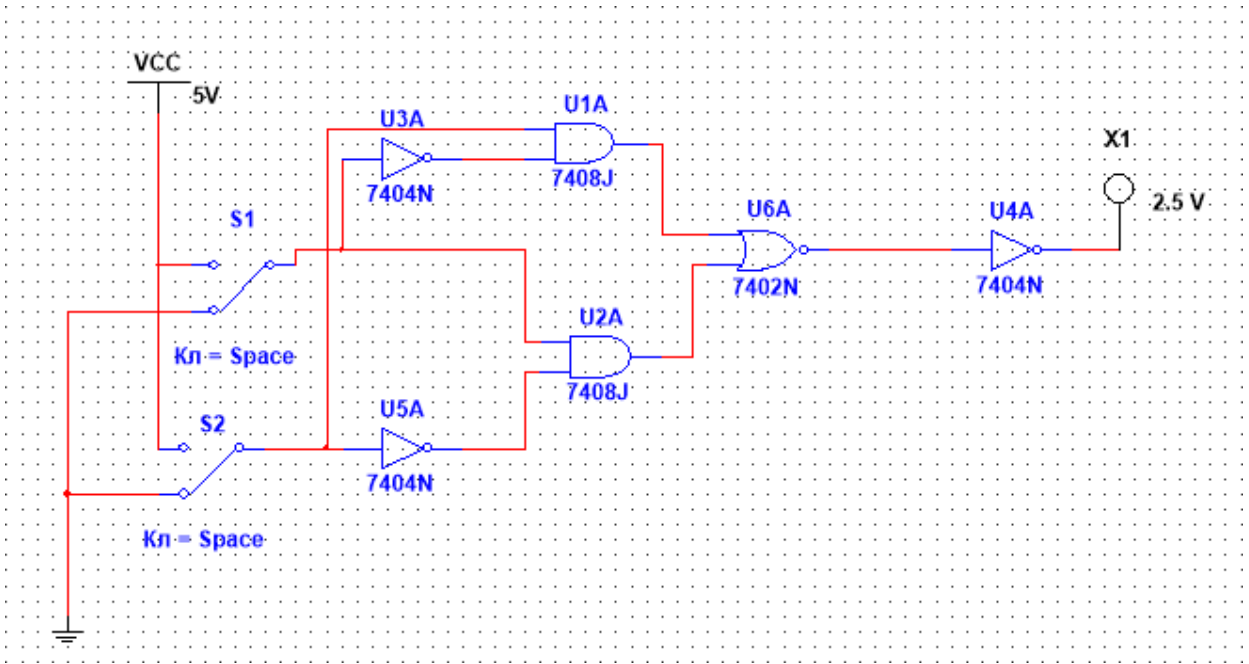 VCC
5V
U1A
U3A
7408J
7404N
X1
2.5 V
U6A
U4A
S1
7402N
7404N
U2A
Кл = Space
7408J
U5A
S2
7404N
Кл = Space